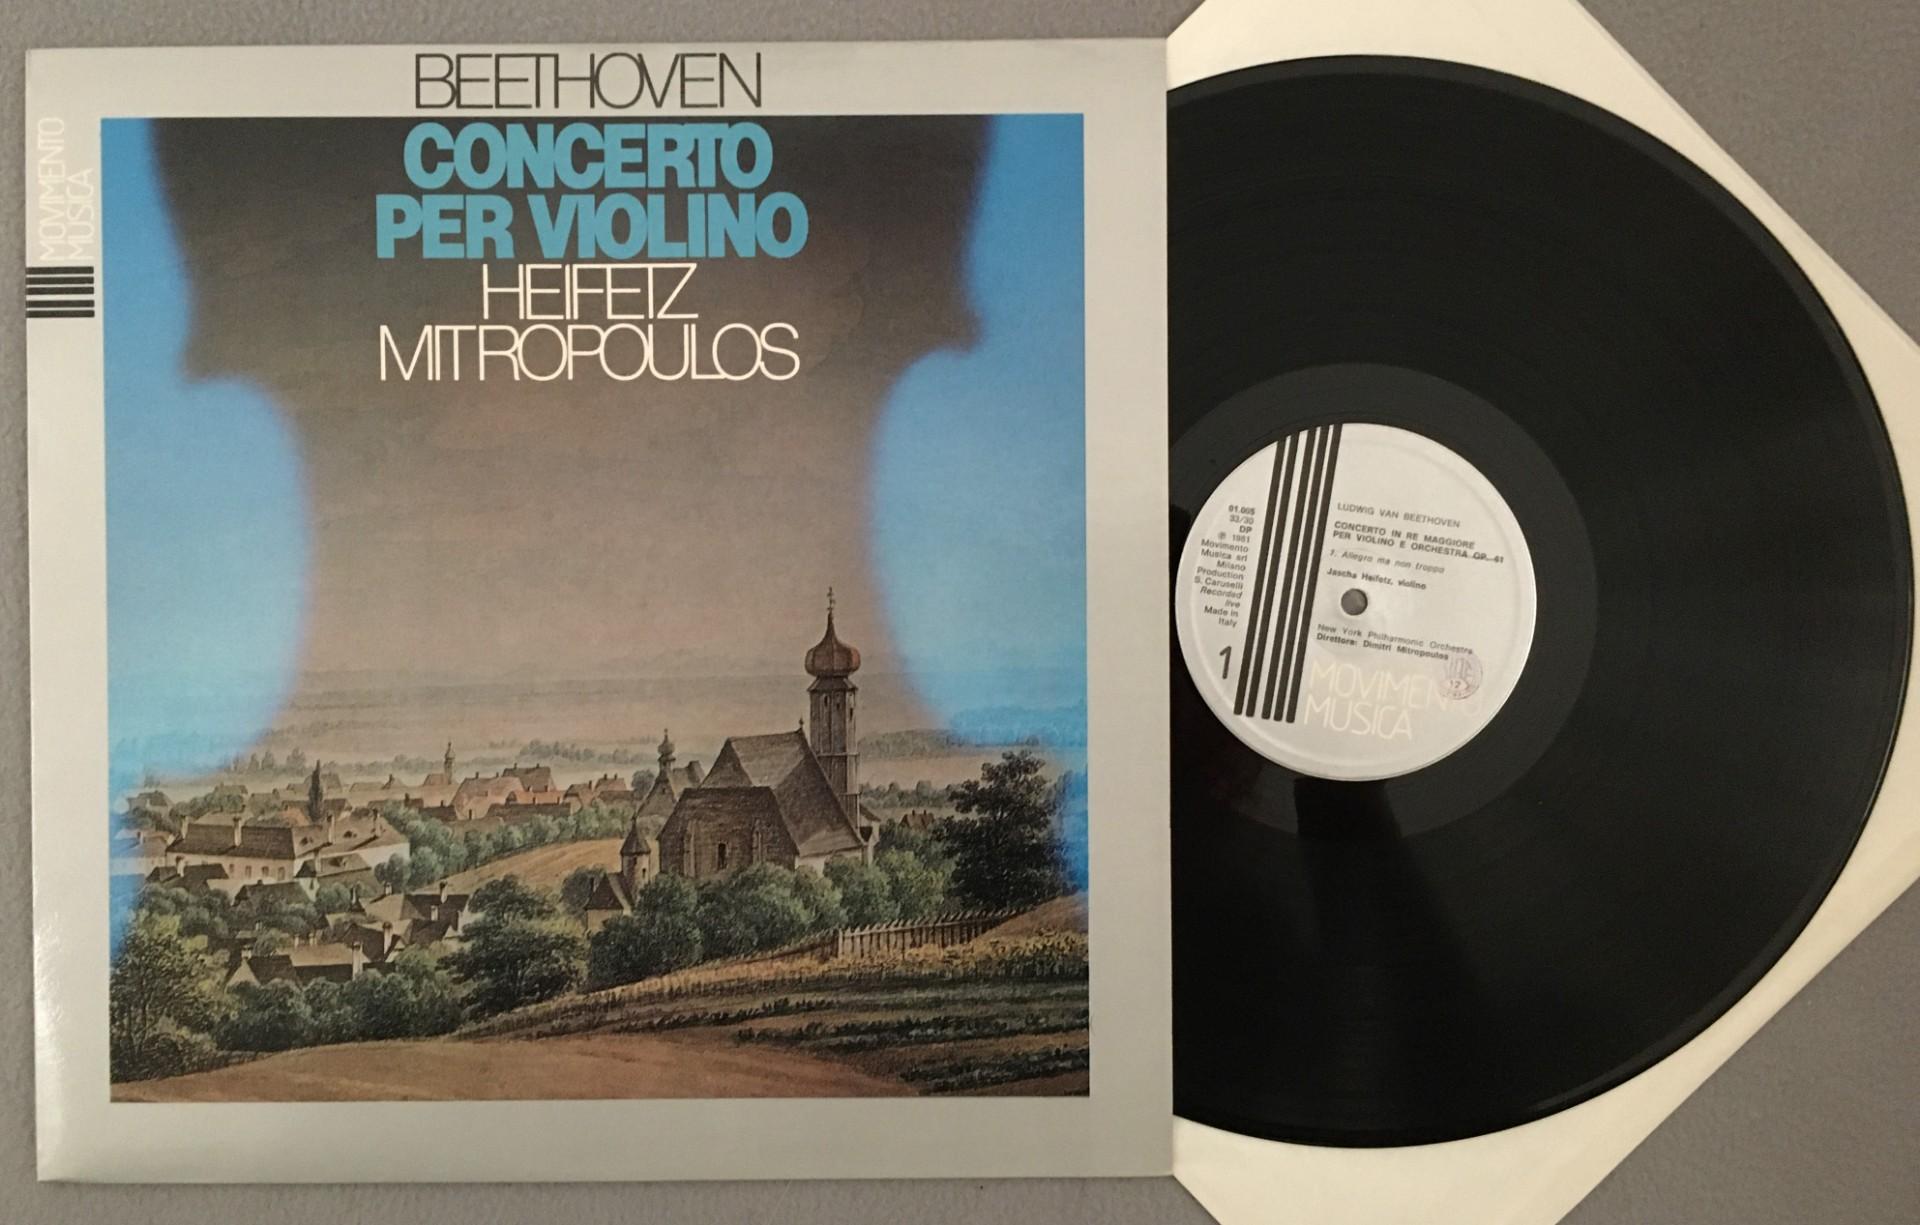 BEETHOVEN
CONCERTO
PER VIOLINO
HEIFETZ
MITROPOULOS
MOVIMENTO
MUSICA
01.005
33/30
DP
℗ 1981
Movimento
Musica srl
Milano
Production
S. Caruselli
Recorded
live
Made in
Italy
1
LUDWIG VAN BEETHOVEN
CONCERTO IN RE MAGGIORE
PER VIOLINO E ORCHESTRA OP. 61
1. Allegro ma non troppo
Jascha Heifetz, violino
New York Philharmonic Orchestra
Direttore: Dimitri Mitropoulos
MOVIMENTO
MUSICA